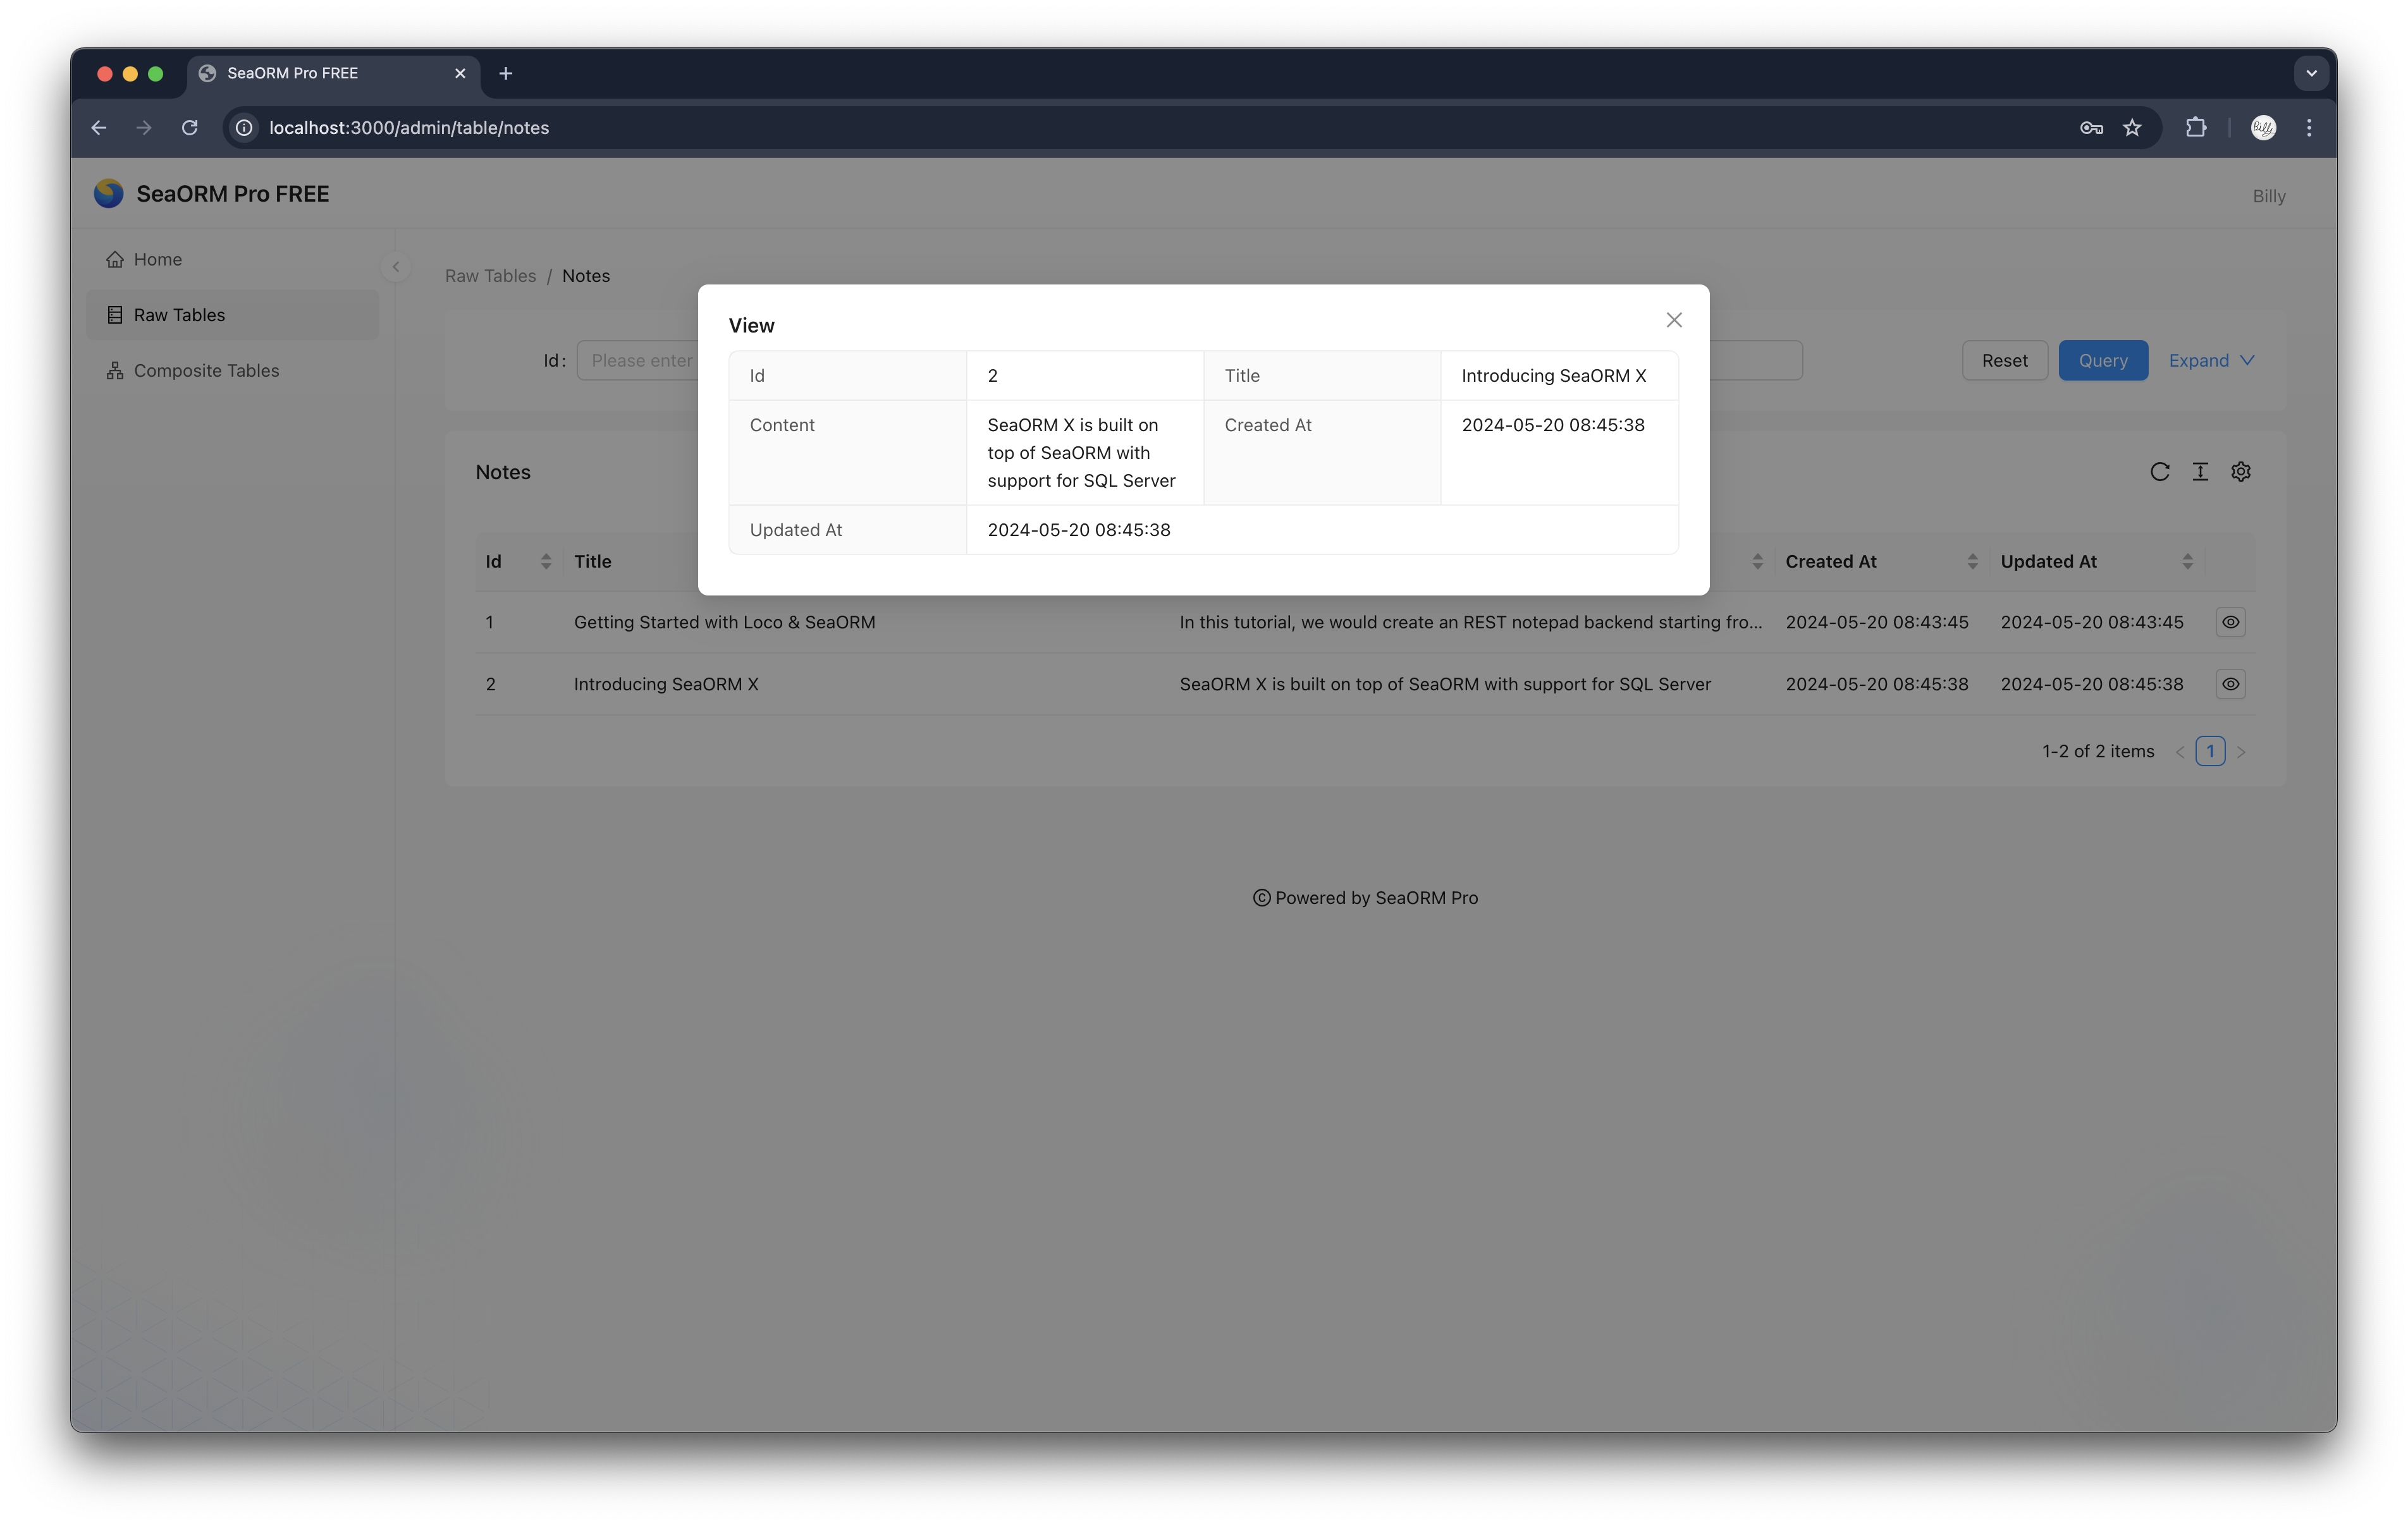 SeaORM Pro FREE
localhost:3000/admin/table/notes
Billy
SeaORM Pro FREE
Billy
Home
Raw Tables
Composite Tables
Raw Tables / Notes
Id : Please enter
Reset Query Expand
View
Id 2 Title Introducing SeaORM X
Content SeaORM X is built on Created At 2024-05-20 08:45:38
top of SeaORM with
support for SQL Server
Updated At 2024-05-20 08:45:38
Notes
Id Title Created At Updated At
1 Getting Started with Loco & SeaORM In this tutorial, we would create an REST notepad backend starting fro... 2024-05-20 08:43:45 2024-05-20 08:43:45
2 Introducing SeaORM X SeaORM X is built on top of SeaORM with support for SQL Server 2024-05-20 08:45:38 2024-05-20 08:45:38
1-2 of 2 items < 1 >
© Powered by SeaORM Pro